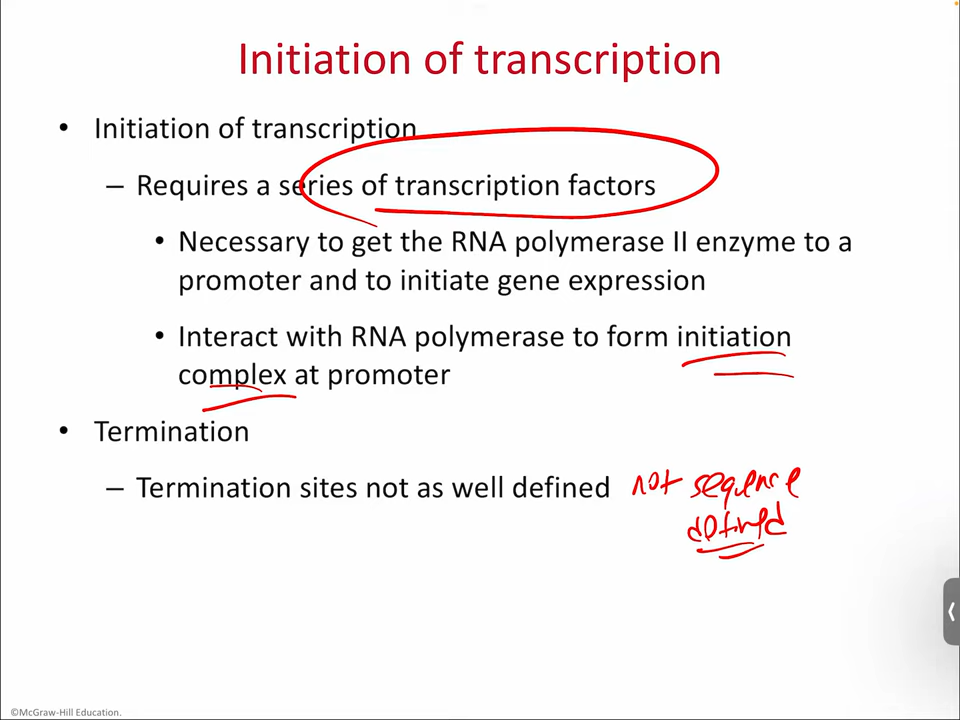 Initiation of transcription
• Initiation of transcription
– Requires a series of transcription factors
• Necessary to get the RNA polymerase II enzyme to a
promoter and to initiate gene expression
• Interact with RNA polymerase to form initiation
complex at promoter
• Termination
– Termination sites not as well defined not sequence
defined
©McGraw-Hill Education.